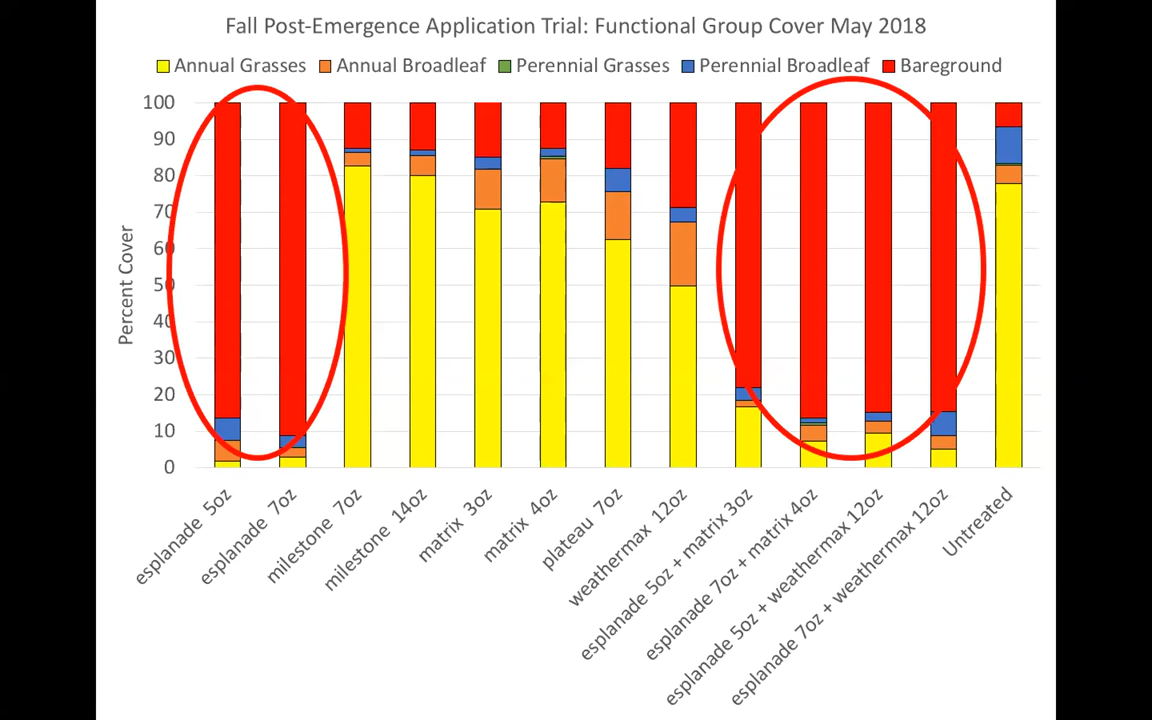 Fall Post-Emergence Application Trial: Functional Group Cover May 2018
Annual Grasses Annual Broadleaf Perennial Grasses Perennial Broadleaf Bareground
100
90
80
70
60
50
40
30
20
10
0
Percent Cover
esplanade 5oz
esplanade 7oz
milestone 7oz
milestone 14oz
matrix 3oz
matrix 4oz
plateau 7oz
weathermax 12oz
esplanade 5oz + matrix 3oz
esplanade 7oz + matrix 4oz
esplanade 5oz + weathermax 12oz
esplanade 7oz + weathermax 12oz
Untreated